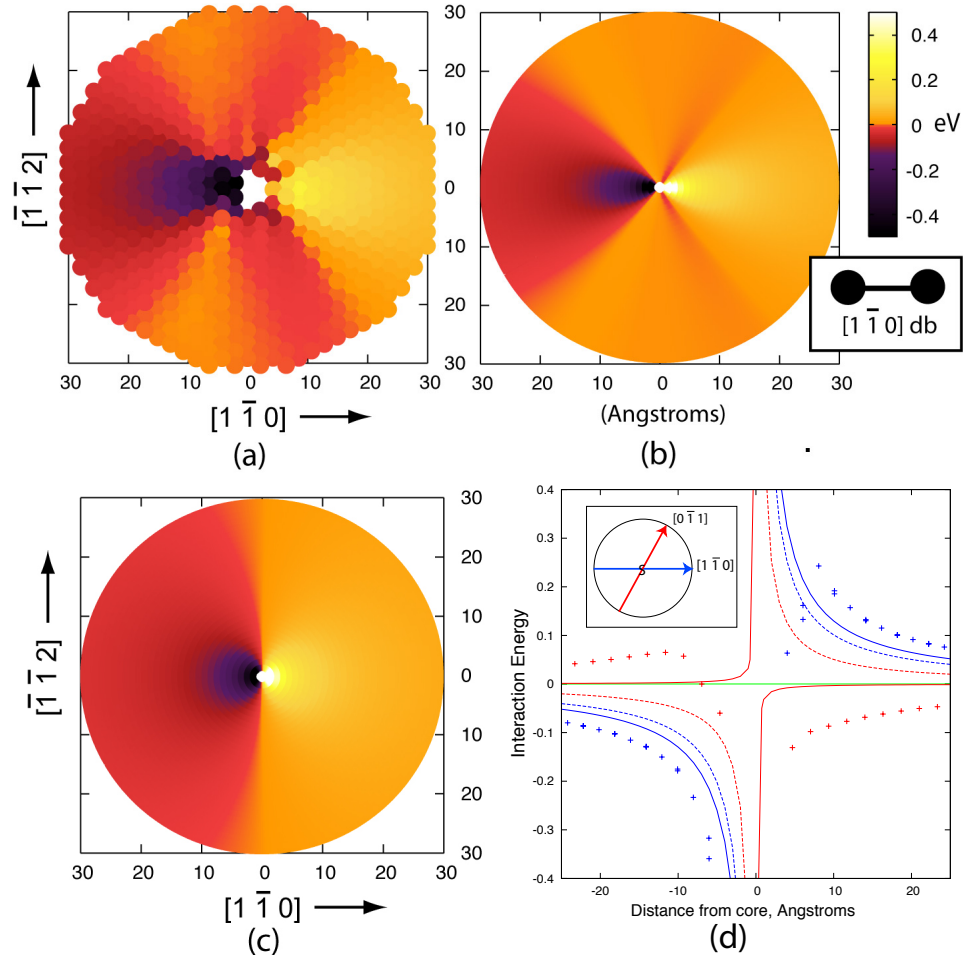 30
20
10
0
10
20
30
[1̅ 1̅ 2]
30 20 10 0 10 20 30
[1 1̅ 0]
(a)
30
20
10
0
10
20
30
30 20 10 0 10 20 30
(Angstroms)
(b)
0.4
0.2
0 eV
-0.2
-0.4
[1 1̅ 0] db
[1̅ 1̅ 2]
30
20
10
0
10
20
30
30 20 10 0 10 20 30
[1 1̅ 0]
(c)
Interaction Energy
0.4
0.3
0.2
0.1
0
-0.1
-0.2
-0.3
-0.4
[0 1̅ 1]
S
[1 1̅ 0]
-20 -10 0 10 20
Distance from core, Angstroms
(d)